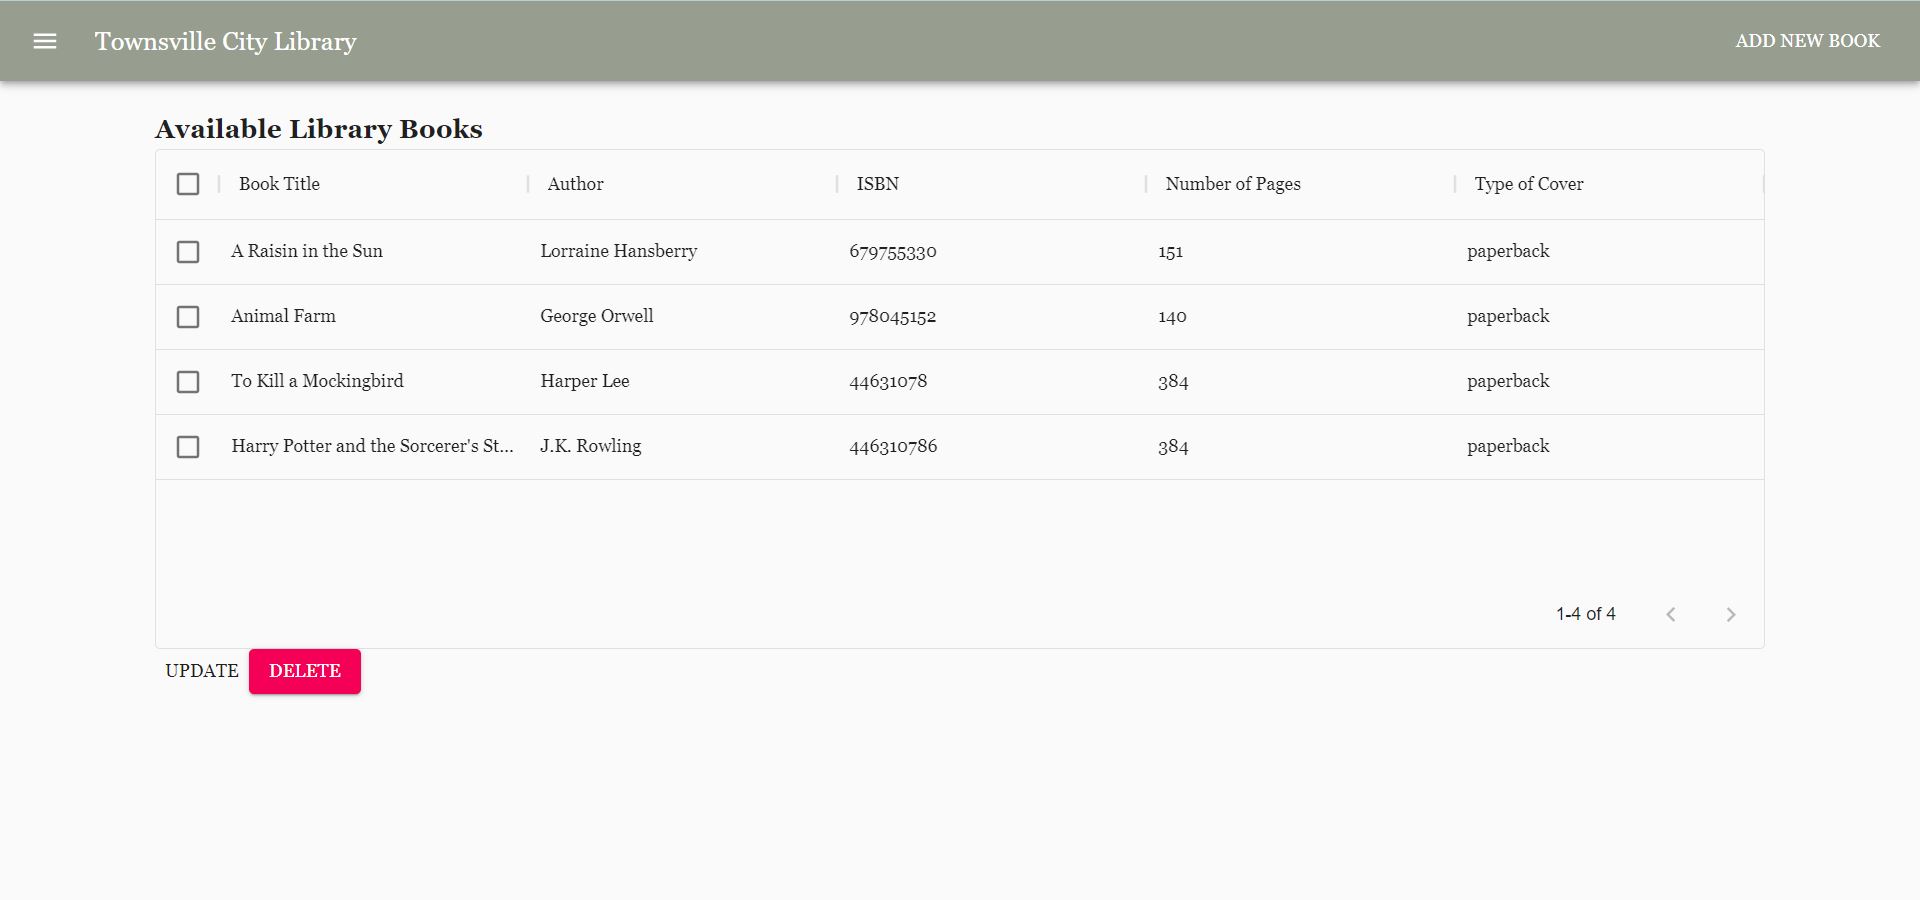 Townsville City Library ADD NEW BOOK
Available Library Books
Book Title Author ISBN Number of Pages Type of Cover
A Raisin in the Sun Lorraine Hansberry 679755330 151 paperback
Animal Farm George Orwell 978045152 140 paperback
To Kill a Mockingbird Harper Lee 44631078 384 paperback
Harry Potter and the Sorcerer's St... J.K. Rowling 446310786 384 paperback
1-4 of 4
UPDATE DELETE